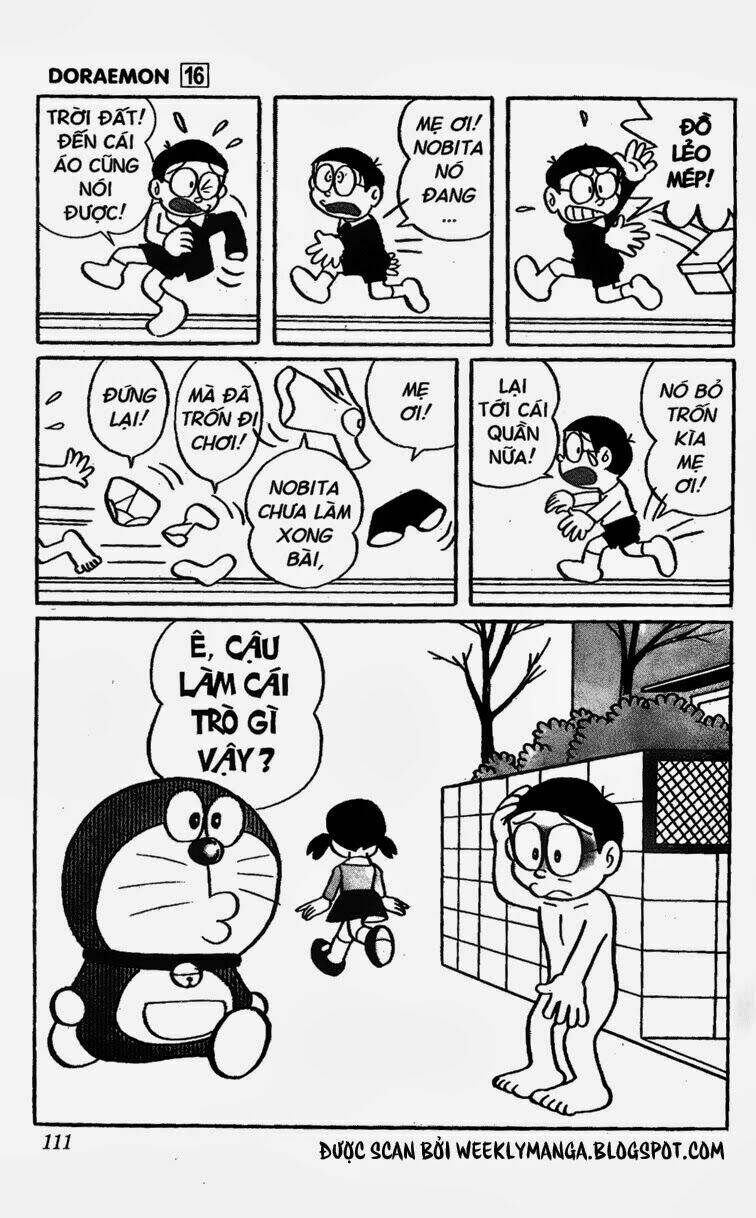 DORAEMON 16
ĐỒ
LẺO
MÉP!
MẸ ƠI!
NOBITA
NÓ
ĐANG
...
TRỜI ĐẤT!
ĐẾN CÁI
ÁO CŨNG
NÓI
ĐƯỢC!
NÓ BỎ
TRỐN
KÌA
MẸ
ƠI!
LẠI
TỚI CÁI
QUẦN
NỮA!
MẸ
ƠI!
NOBITA
CHƯA LÀM
XONG
BÀI,
MÀ ĐÃ
TRỐN ĐI
CHƠI!
ĐỨNG
LẠI!
Ê, CẬU
LÀM CÁI
TRÒ GÌ
VẬY?
111
ĐƯỢC SCAN BỞI WEEKLYMANGA.BLOGSPOT.COM